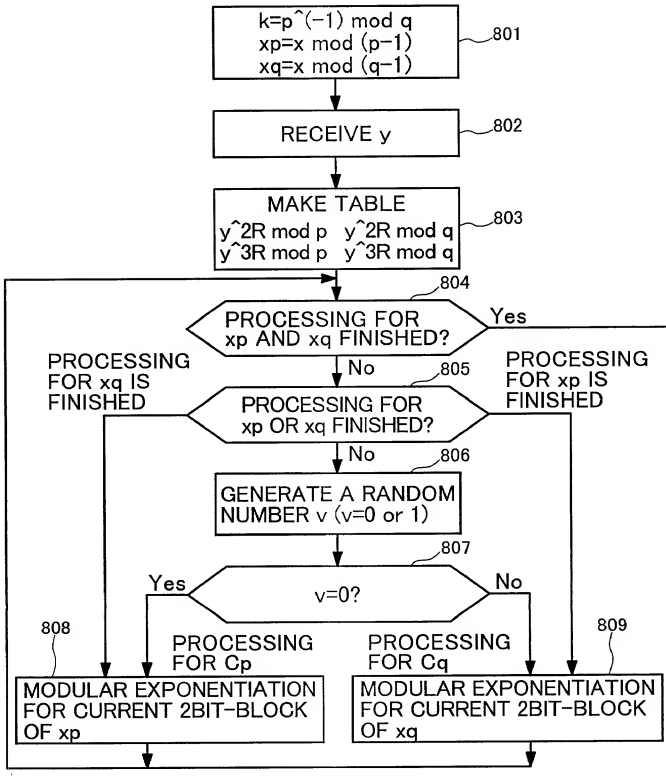 k=p^(-1) mod q
xp=x mod (p-1)
xq=x mod (q-1)
801
RECEIVE y
802
MAKE TABLE
y^2R mod p y^2R mod q
y^3R mod p y^3R mod q
803
804
PROCESSING FOR
xp AND xq FINISHED?
Yes
No
PROCESSING
FOR xq IS
FINISHED
805
PROCESSING FOR
xp OR xq FINISHED?
PROCESSING
FOR xp IS
FINISHED
No
806
GENERATE A RANDOM
NUMBER v (v=0 or 1)
807
Yes
v=0?
No
808
PROCESSING
FOR Cp
PROCESSING
FOR Cq
809
MODULAR EXPONENTIATION
FOR CURRENT 2BIT-BLOCK
OF xp
MODULAR EXPONENTIATION
FOR CURRENT 2BIT-BLOCK
OF xq